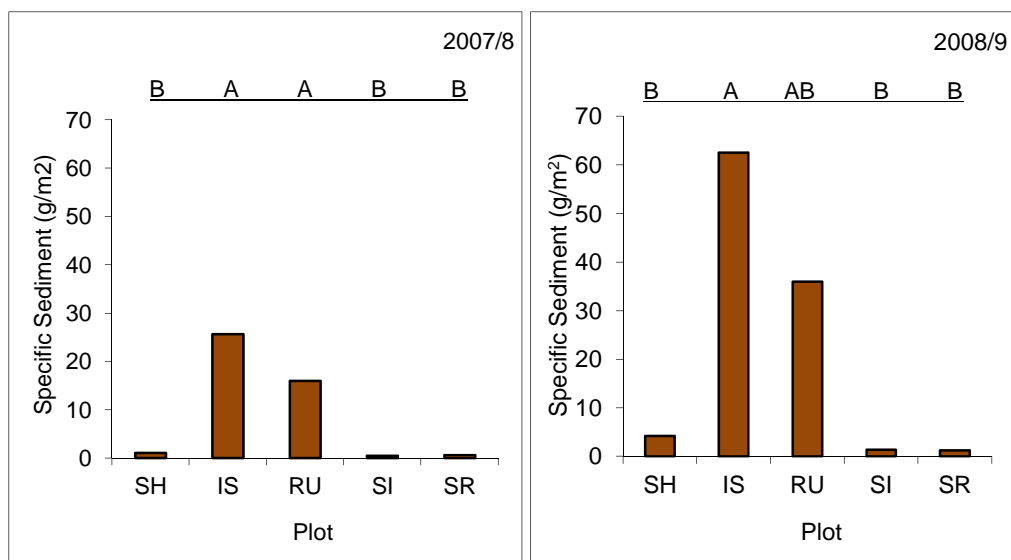 2007/8
B A A B B
70
60
50
40
30
20
10
0
Specific Sediment (g/m2)
SH IS RU SI SR
Plot
2008/9
B A AB B B
70
60
50
40
30
20
10
0
Specific Sediment (g/m²)
SH IS RU SI SR
Plot